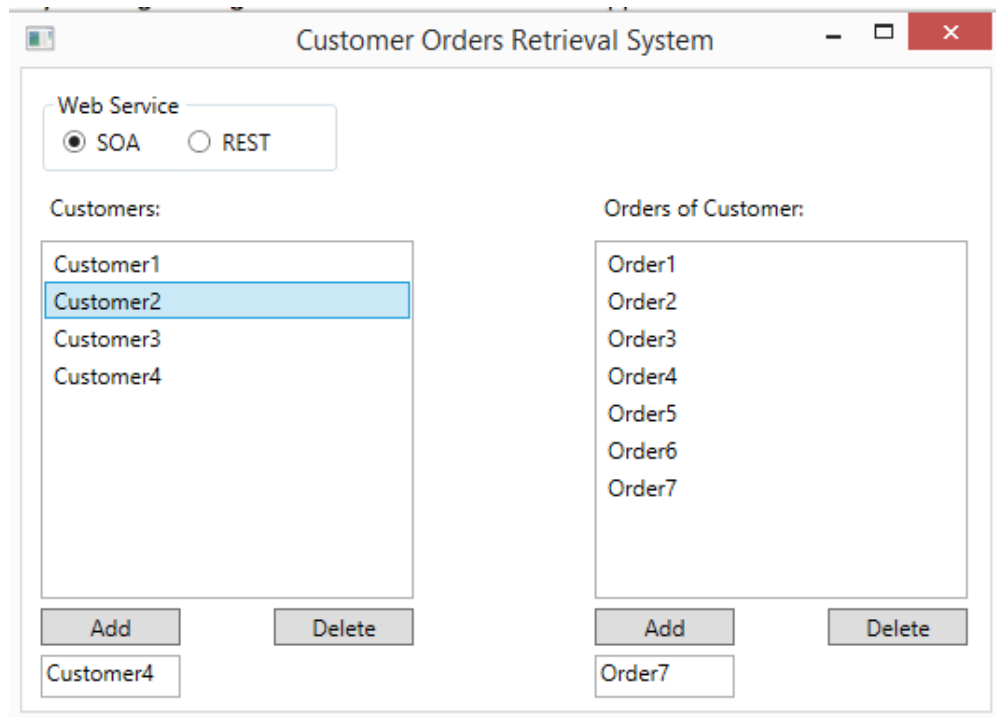 Customer Orders Retrieval System
Web Service
SOA REST
Customers:
Customer1
Customer2
Customer3
Customer4
Add Delete
Customer4
Orders of Customer:
Order1
Order2
Order3
Order4
Order5
Order6
Order7
Add Delete
Order7